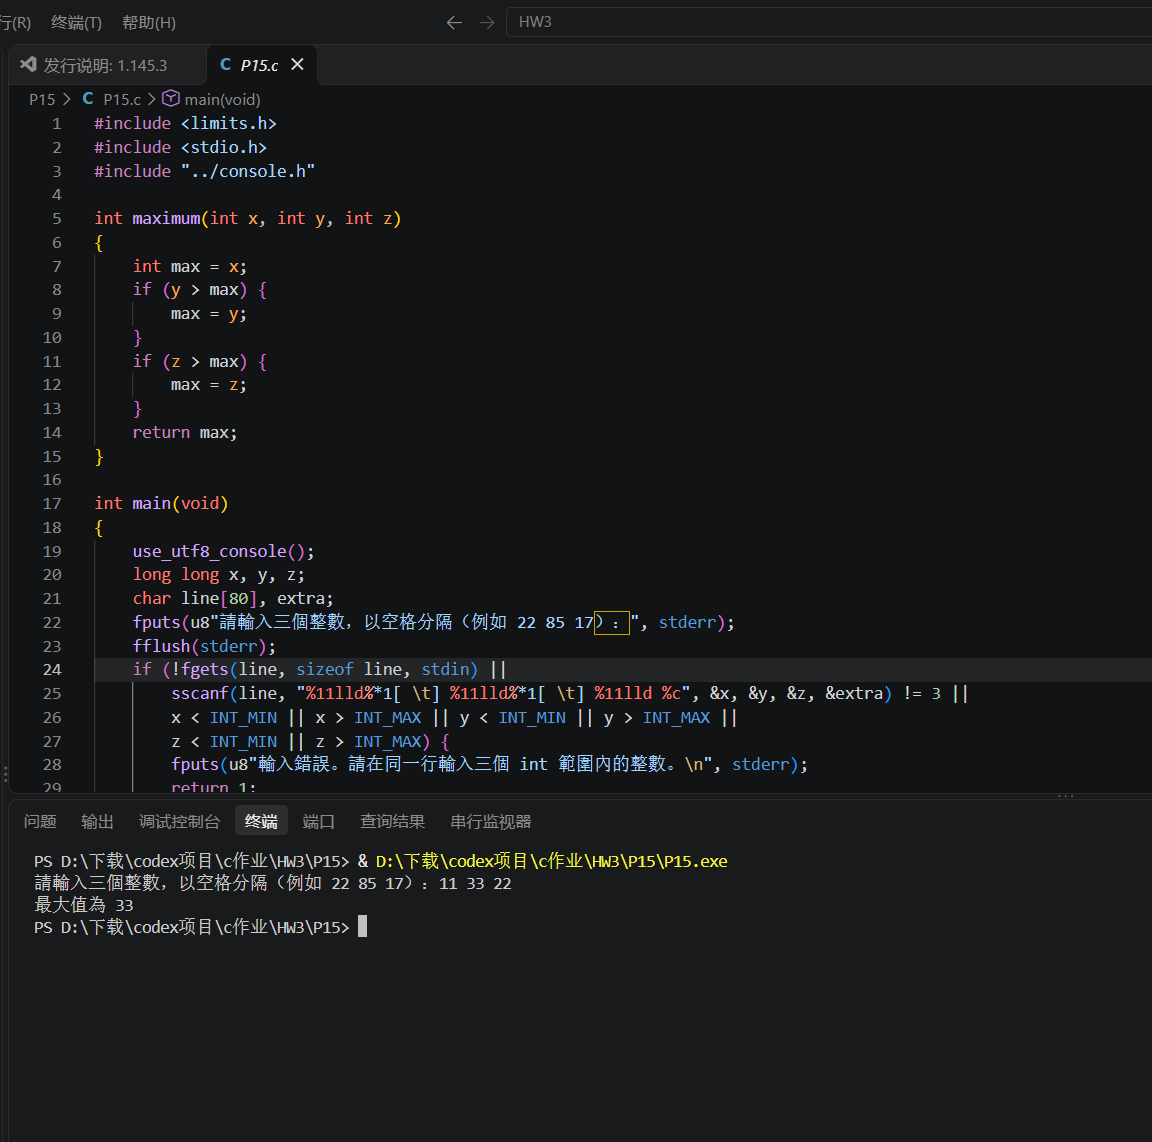 行(R) 终端(T) 帮助(H) ← → HW3
发行说明: 1.145.3 C P15.c ✕
P15 > C P15.c > main(void)
1 #include <limits.h>
2 #include <stdio.h>
3 #include "../console.h"
4
5 int maximum(int x, int y, int z)
6 {
7 int max = x;
8 if (y > max) {
9 max = y;
10 }
11 if (z > max) {
12 max = z;
13 }
14 return max;
15 }
16
17 int main(void)
18 {
19 use_utf8_console();
20 long long x, y, z;
21 char line[80], extra;
22 fputs(u8"請輸入三個整數，以空格分隔（例如 22 85 17）：", stderr);
23 fflush(stderr);
24 if (!fgets(line, sizeof line, stdin) ||
25 sscanf(line, "%11lld%*1[ \t] %11lld%*1[ \t] %11lld %c", &x, &y, &z, &extra) != 3 ||
26 x < INT_MIN || x > INT_MAX || y < INT_MIN || y > INT_MAX ||
27 z < INT_MIN || z > INT_MAX) {
28 fputs(u8"輸入錯誤。請在同一行輸入三個 int 範圍內的整數。\n", stderr);
29 return 1;
问题 输出 调试控制台 终端 端口 查询结果 串行监视器
PS D:\下载\codex项目\c作业\HW3\P15> & D:\下载\codex项目\c作业\HW3\P15\P15.exe
請輸入三個整數，以空格分隔（例如 22 85 17）：11 33 22
最大值為 33
PS D:\下载\codex项目\c作业\HW3\P15>